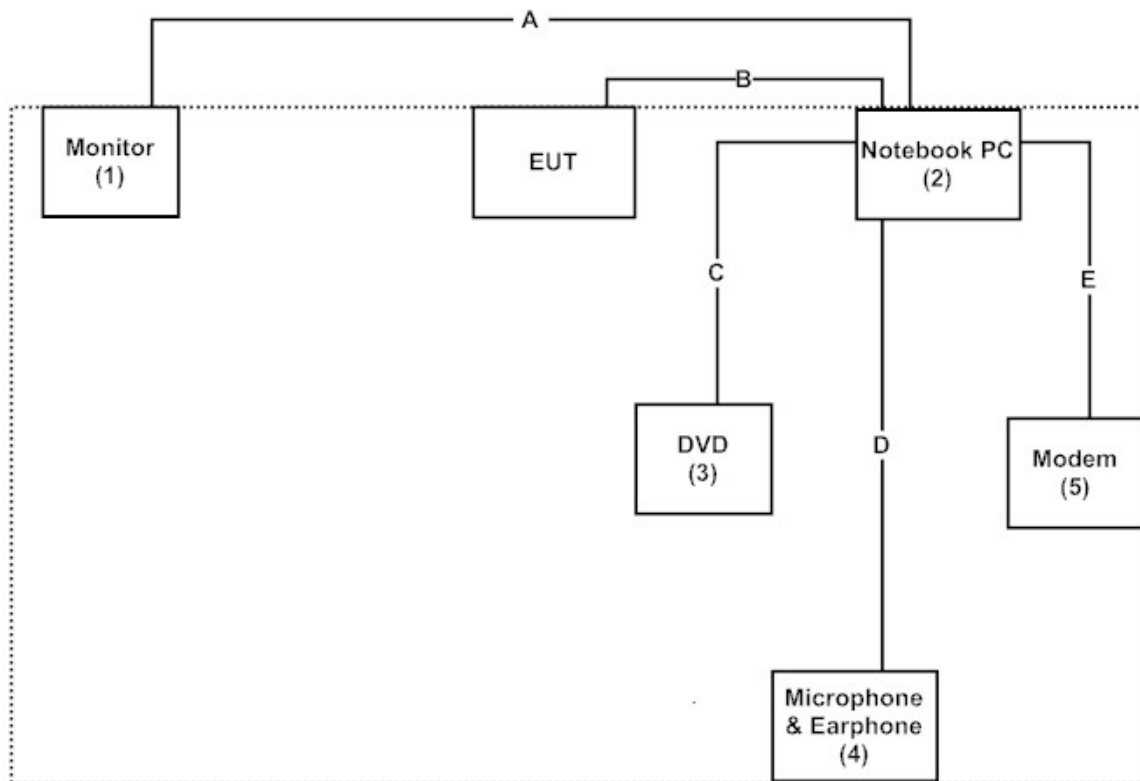 A
B
Monitor
(1)
EUT
Notebook PC
(2)
C
E
DVD
(3)
D
Modem
(5)
Microphone
& Earphone
(4)